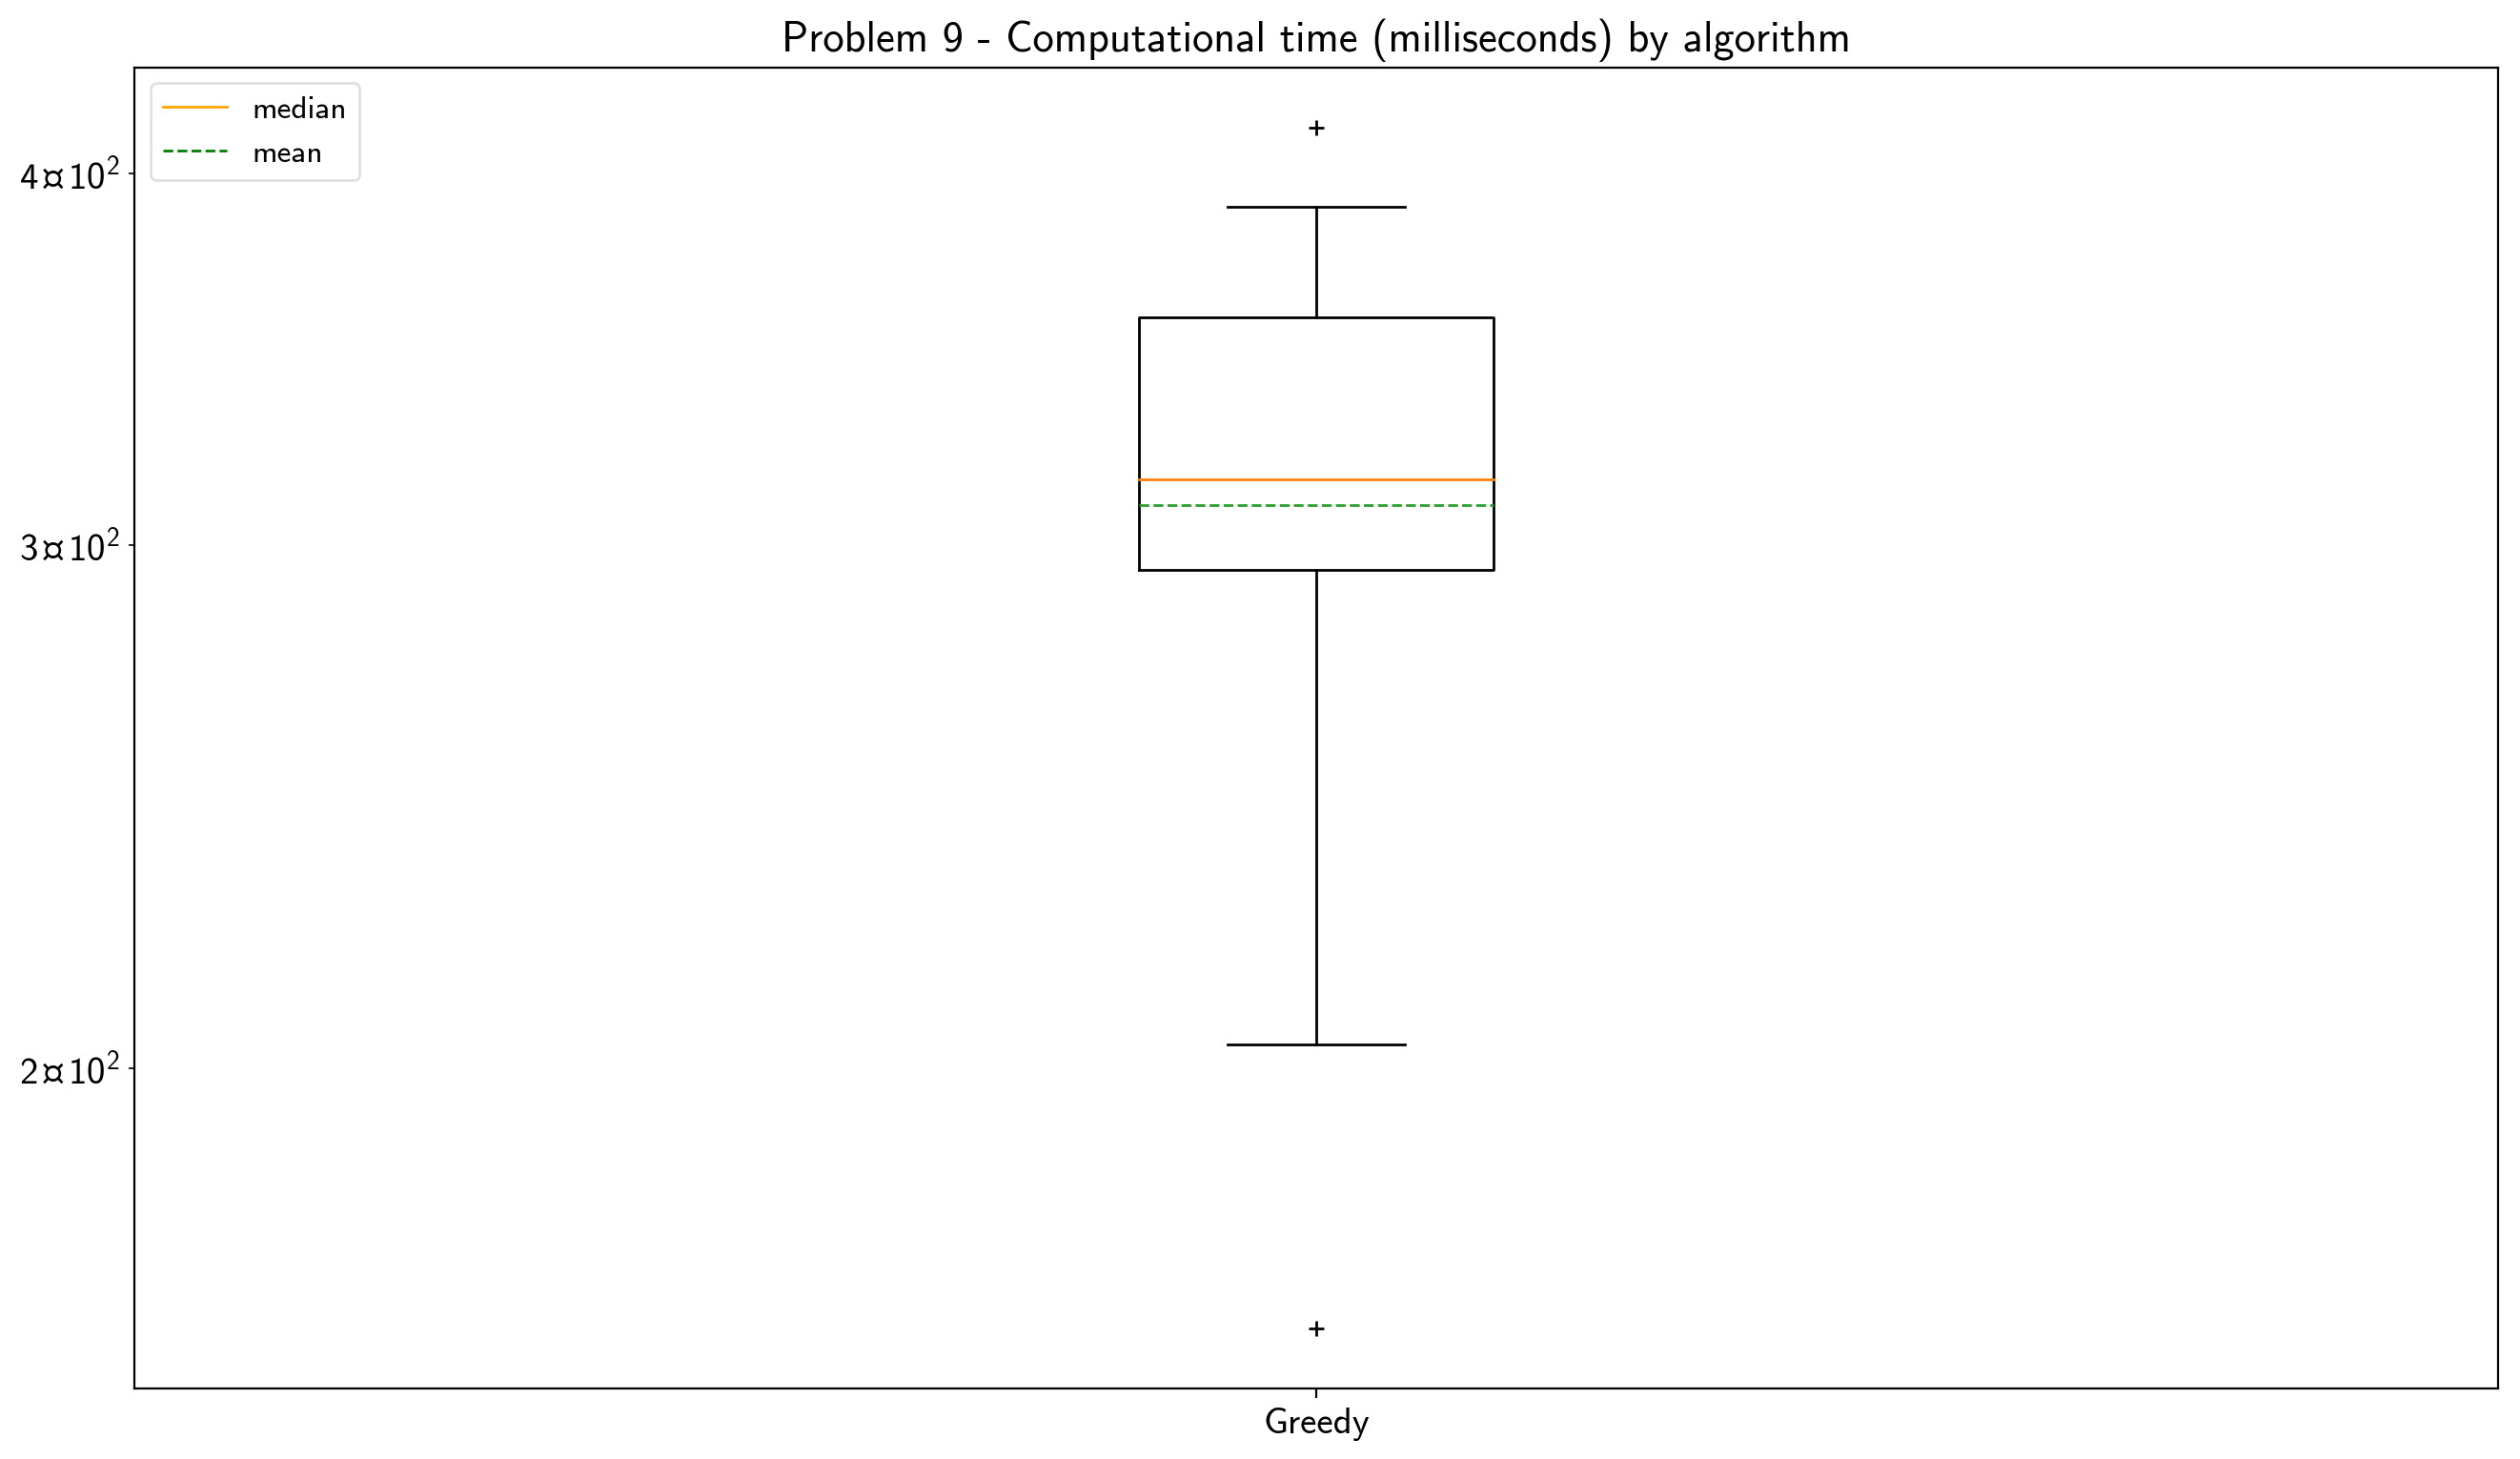 Problem 9 - Computational time (milliseconds) by algorithm
median
mean
4¤10²
3¤10²
2¤10²
Greedy